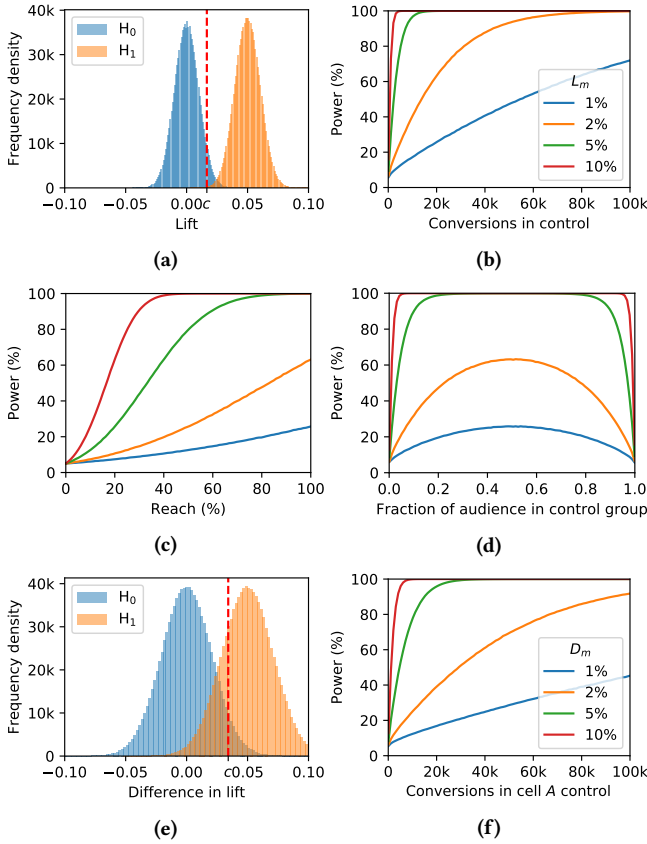 40k
30k
20k
10k
0
Frequency density
H0
H1
−0.10
−0.05
0.00
c
0.05
0.10
Lift
(a)
100
80
60
40
20
0
Power (%)
Lm
1%
2%
5%
10%
0
20k
40k
60k
80k
100k
Conversions in control
(b)
100
80
60
40
20
0
Power (%)
0
20
40
60
80
100
Reach (%)
(c)
100
80
60
40
20
0
Power (%)
0.0
0.2
0.4
0.6
0.8
1.0
Fraction of audience in control group
(d)
40k
30k
20k
10k
0
Frequency density
H0
H1
−0.10
−0.05
0.00
c
0.05
0.10
Difference in lift
(e)
100
80
60
40
20
0
Power (%)
Dm
1%
2%
5%
10%
0
20k
40k
60k
80k
100k
Conversions in cell A control
(f)